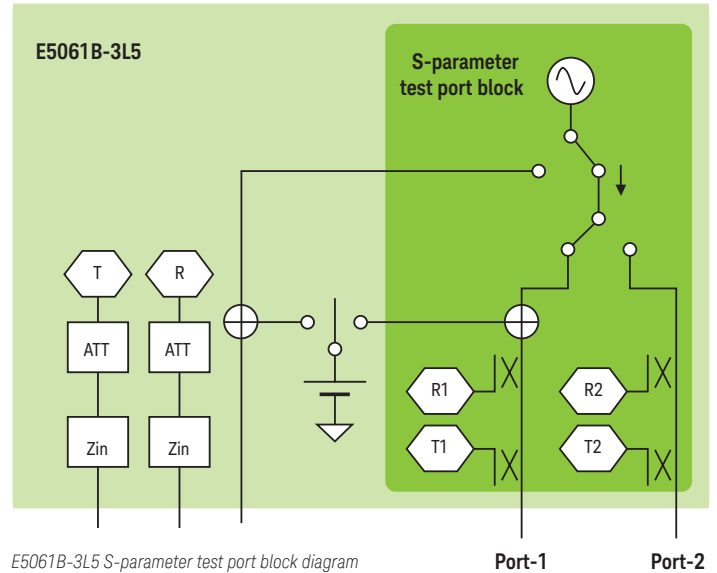 E5061B-3L5
S-parameter
test port block
T
R
ATT
ATT
R1
R2
Zin
Zin
T1
T2
E5061B-3L5 S-parameter test port block diagram
Port-1
Port-2